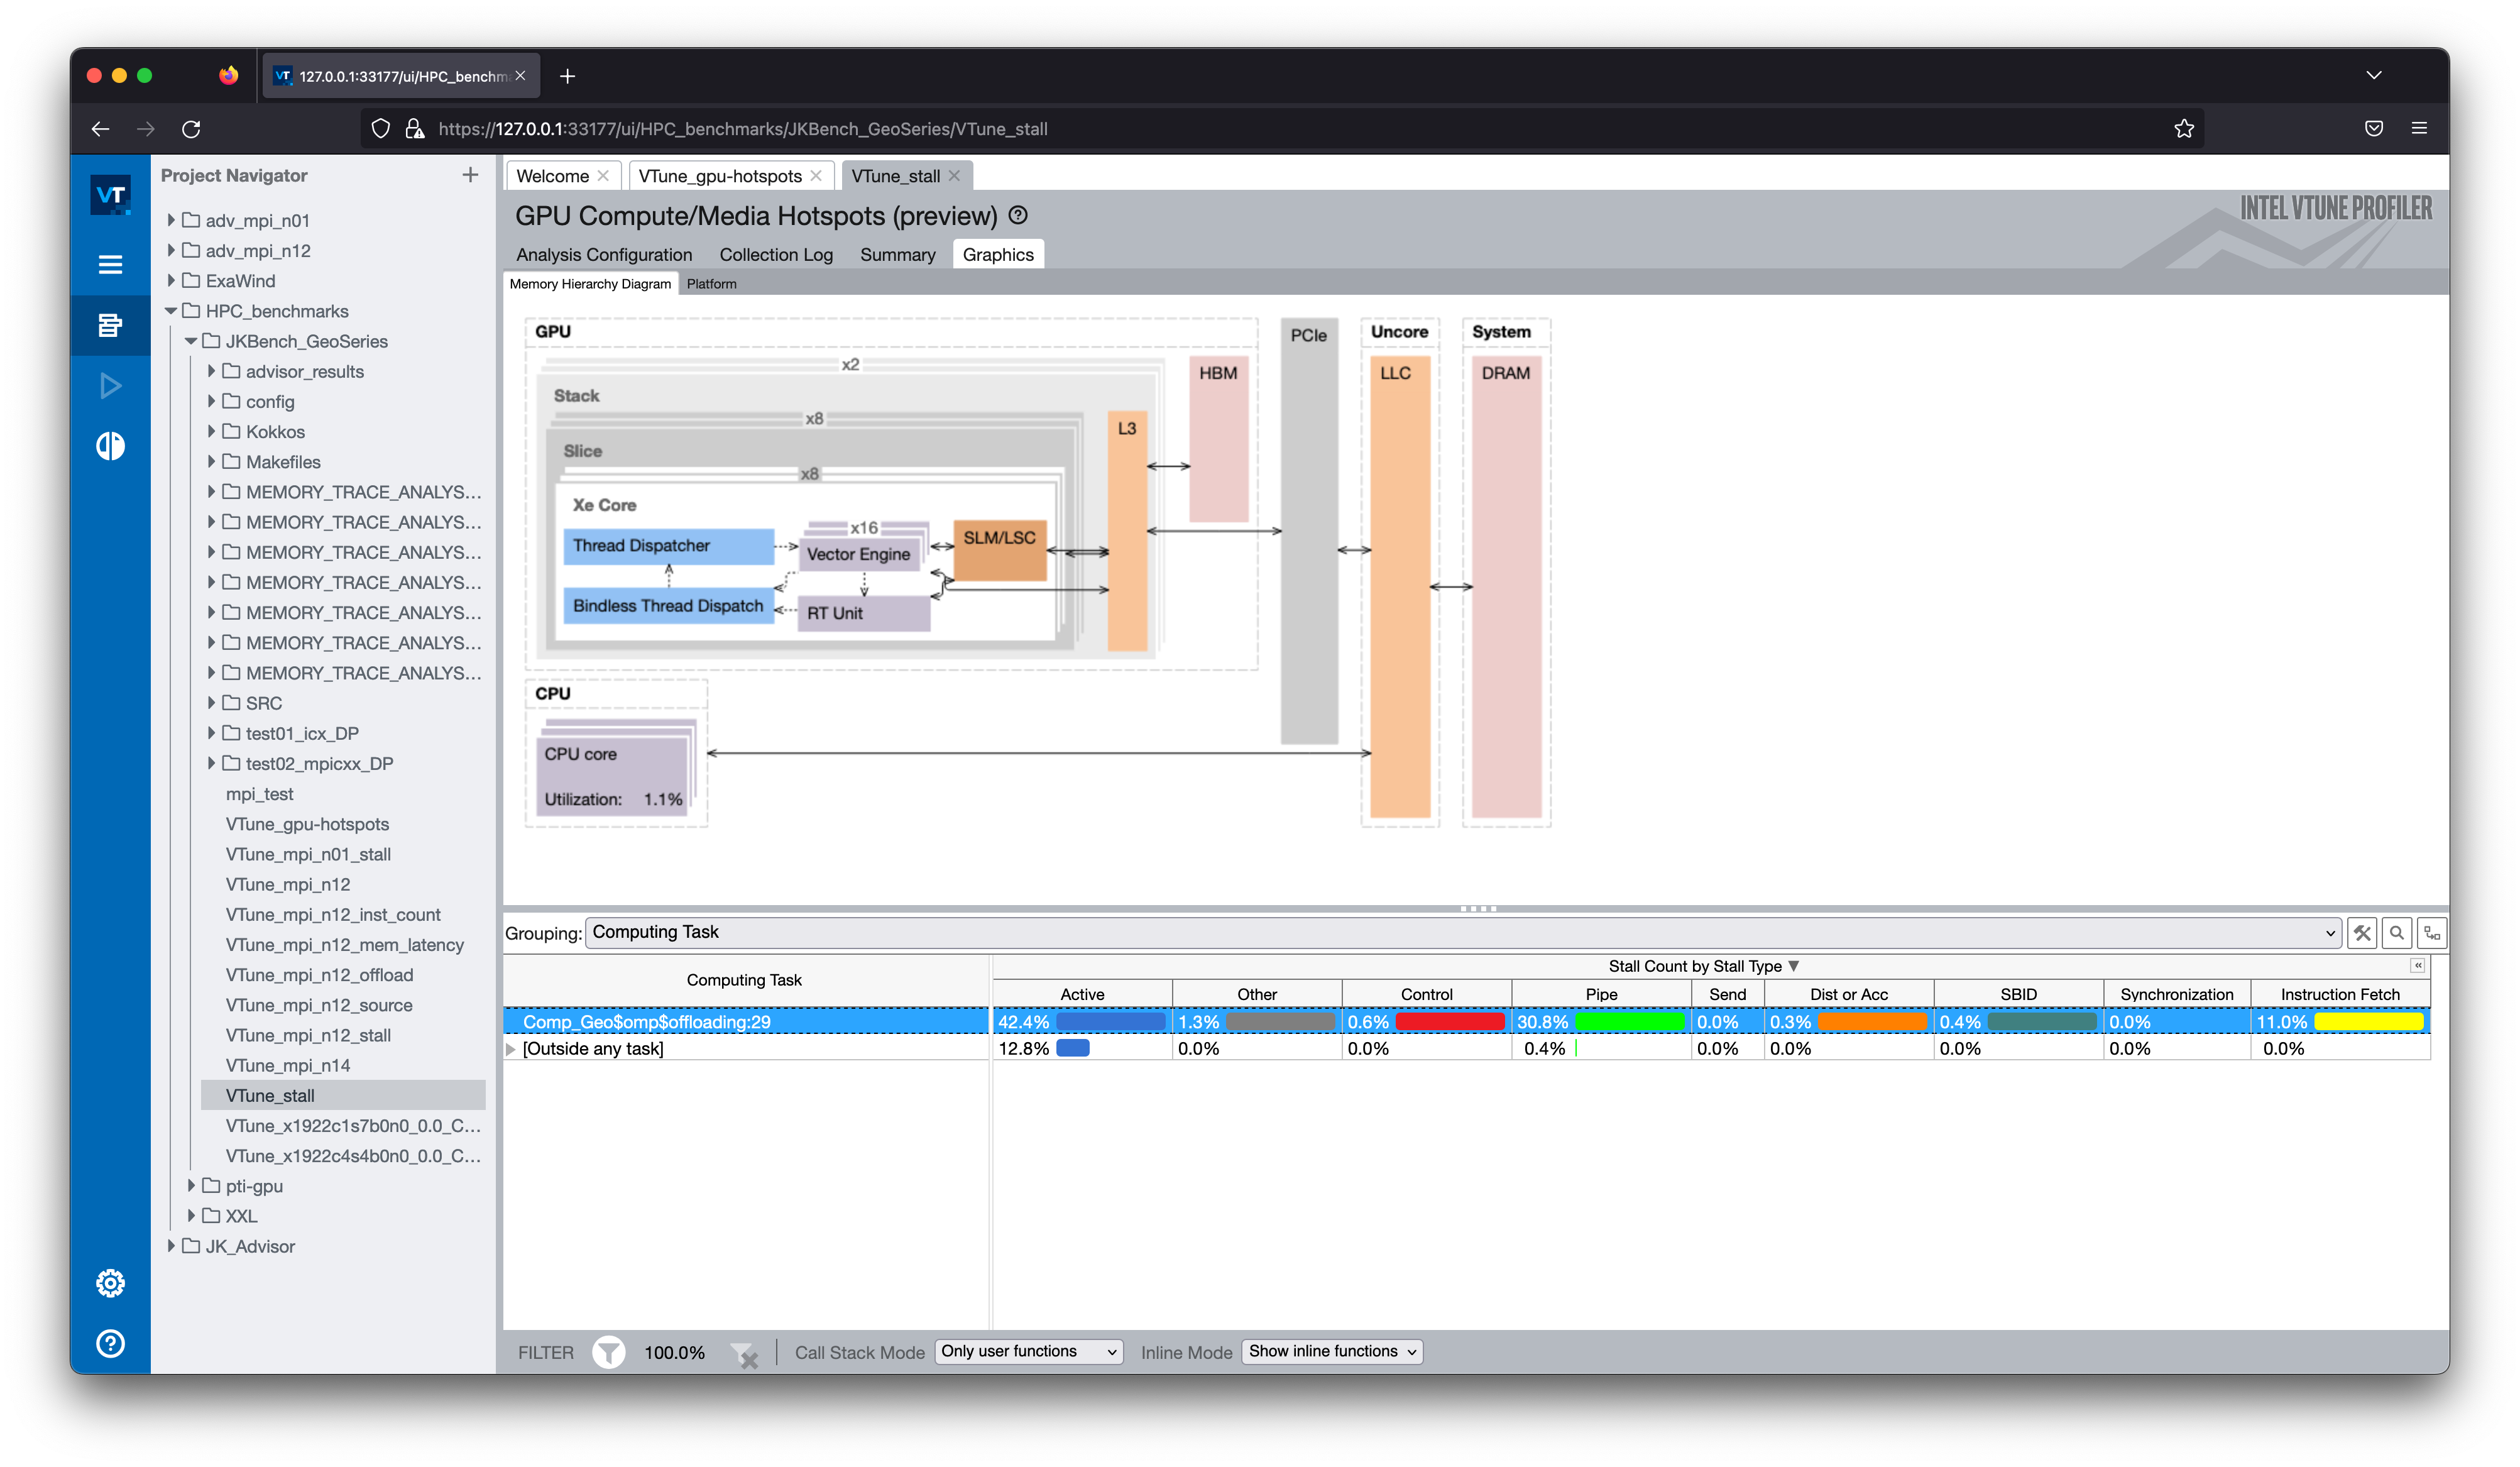 VT 127.0.0.1:33177/ui/HPC_benchm
https://127.0.0.1:33177/ui/HPC_benchmarks/JKBench_GeoSeries/VTune_stall
VT
Project Navigator
adv_mpi_n01
adv_mpi_n12
ExaWind
HPC_benchmarks
JKBench_GeoSeries
advisor_results
config
Kokkos
Makefiles
MEMORY_TRACE_ANALYS...
MEMORY_TRACE_ANALYS...
MEMORY_TRACE_ANALYS...
MEMORY_TRACE_ANALYS...
MEMORY_TRACE_ANALYS...
MEMORY_TRACE_ANALYS...
MEMORY_TRACE_ANALYS...
SRC
test01_icx_DP
test02_mpicxx_DP
mpi_test
VTune_gpu-hotspots
VTune_mpi_n01_stall
VTune_mpi_n12
VTune_mpi_n12_inst_count
VTune_mpi_n12_mem_latency
VTune_mpi_n12_offload
VTune_mpi_n12_source
VTune_mpi_n12_stall
VTune_mpi_n14
VTune_stall
VTune_x1922c1s7b0n0_0.0_C...
VTune_x1922c4s4b0n0_0.0_C...
pti-gpu
XXL
JK_Advisor
Welcome VTune_gpu-hotspots VTune_stall
GPU Compute/Media Hotspots (preview)
INTEL VTUNE PROFILER
Analysis Configuration Collection Log Summary Graphics
Memory Hierarchy Diagram Platform
GPU
x2
Stack
x8
Slice
x8
Xe Core
Thread Dispatcher
x16
Vector Engine
SLM/LSC
Bindless Thread Dispatch
RT Unit
L3
HBM
PCIe
Uncore
LLC
System
DRAM
CPU
CPU core
Utilization: 1.1%
Grouping: Computing Task
Computing Task
Stall Count by Stall Type ▼
Active Other Control Pipe Send Dist or Acc SBID Synchronization Instruction Fetch
Comp_Geo$omp$offloading:29 42.4% 1.3% 0.6% 30.8% 0.0% 0.3% 0.4% 0.0% 11.0%
[Outside any task] 12.8% 0.0% 0.0% 0.4% 0.0% 0.0% 0.0% 0.0% 0.0%
FILTER 100.0% Call Stack Mode Only user functions Inline Mode Show inline functions